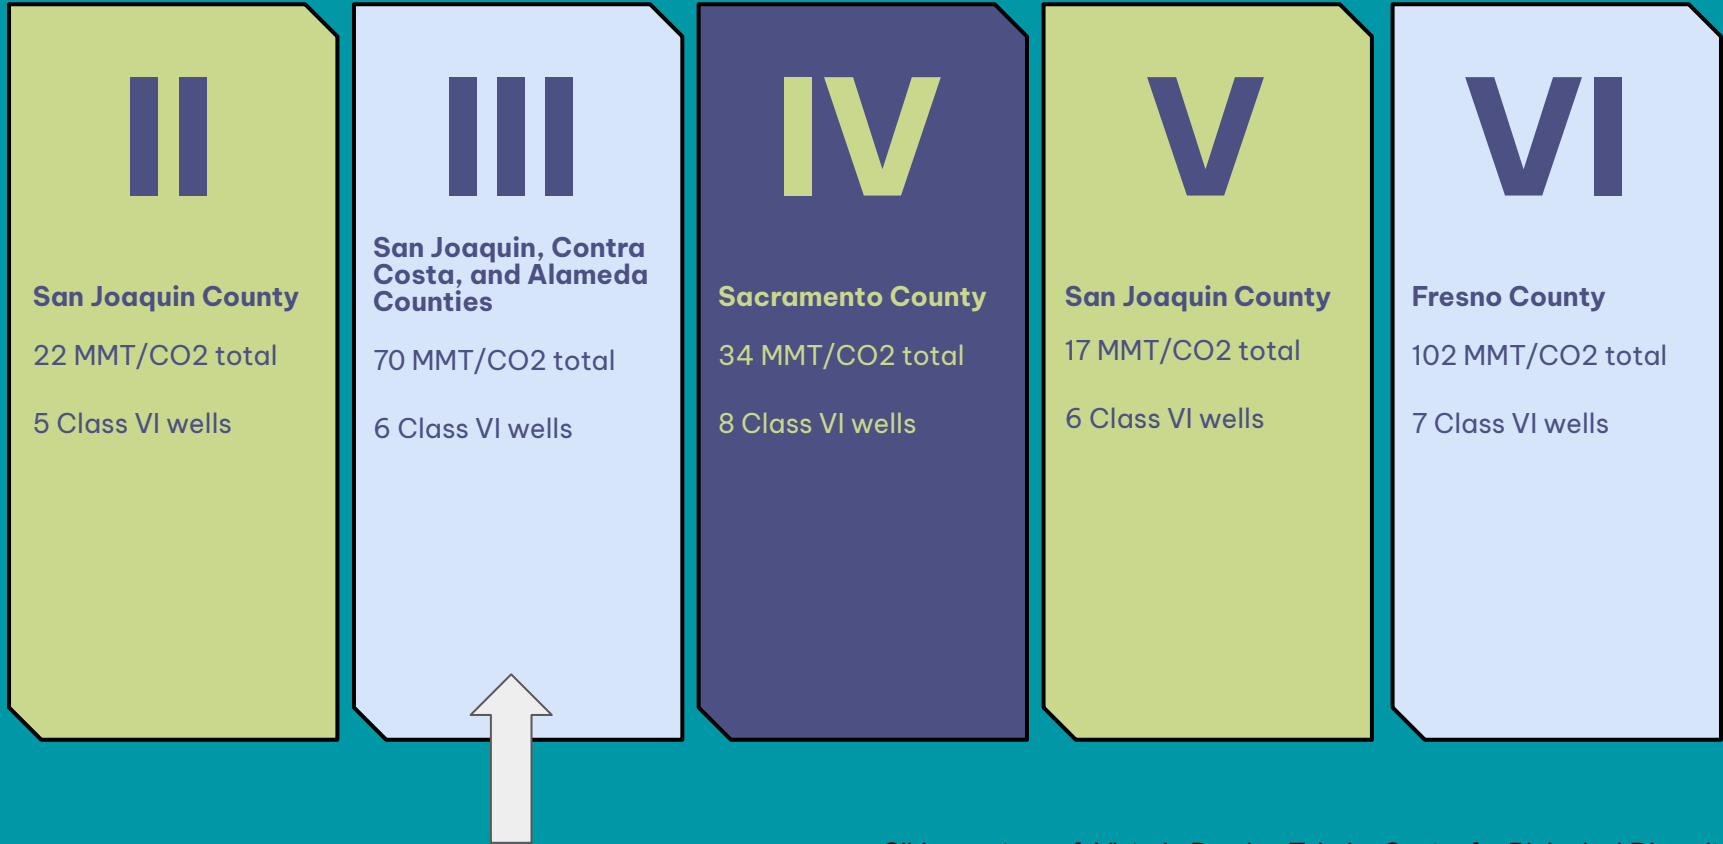 II
San Joaquin County
22 MMT/CO2 total
5 Class VI wells
III
San Joaquin, Contra
Costa, and Alameda
Counties
70 MMT/CO2 total
6 Class VI wells
IV
Sacramento County
34 MMT/CO2 total
8 Class VI wells
V
San Joaquin County
17 MMT/CO2 total
6 Class VI wells
VI
Fresno County
102 MMT/CO2 total
7 Class VI wells